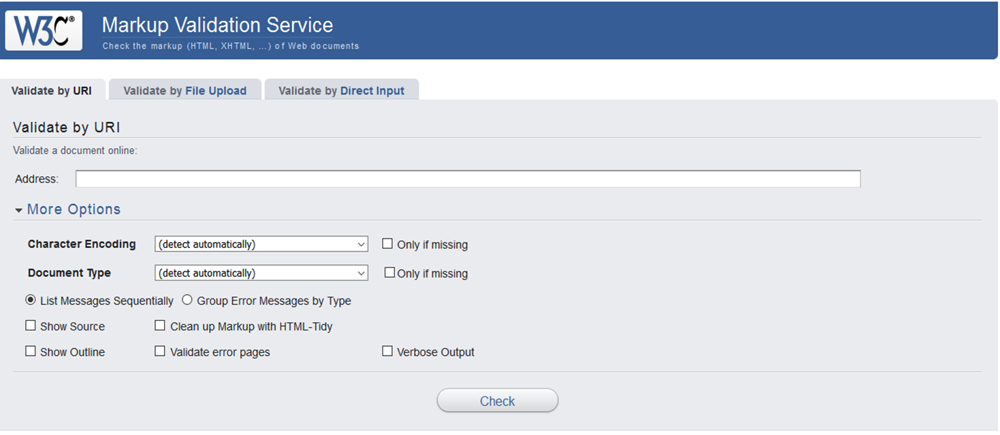 W3C®
Markup Validation Service
Check the markup (HTML, XHTML, ...) of Web documents
Validate by URI Validate by File Upload Validate by Direct Input
Validate by URI
Validate a document online:
Address:
More Options
Character Encoding (detect automatically) Only if missing
Document Type (detect automatically) Only if missing
List Messages Sequentially Group Error Messages by Type
Show Source Clean up Markup with HTML-Tidy
Show Outline Validate error pages Verbose Output
Check